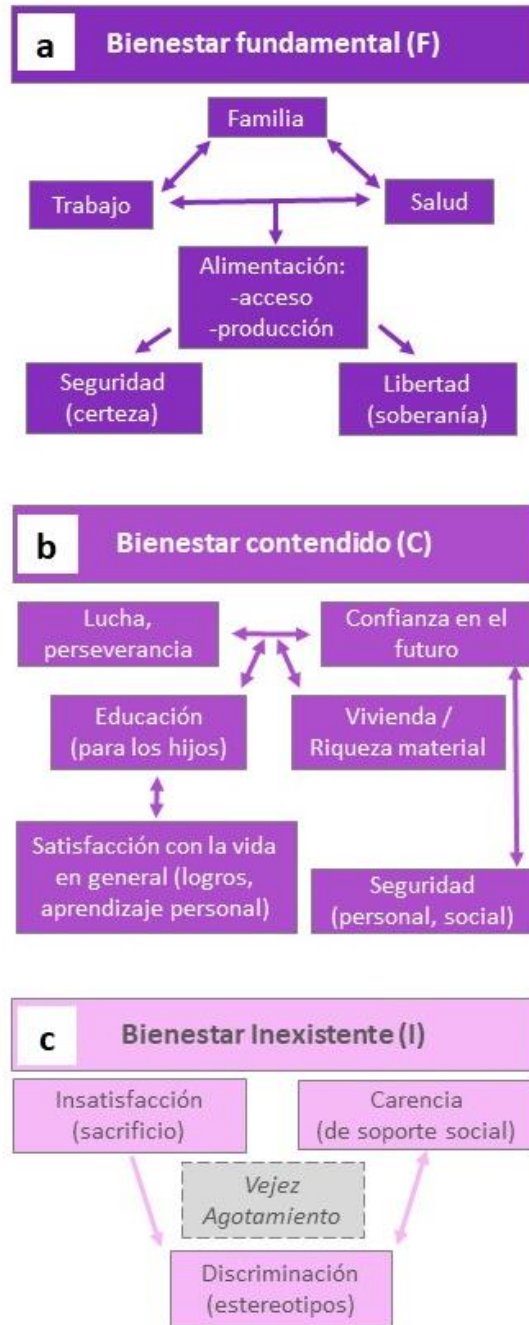 a
Bienestar fundamental (F)
Familia
Trabajo
Salud
Alimentación:
-acceso
-producción
Seguridad
(certeza)
Libertad
(soberanía)
b
Bienestar contendido (C)
Lucha,
perseverancia
Confianza en el
futuro
Educación
(para los hijos)
Vivienda /
Riqueza material
Satisfacción con la vida
en general (logros,
aprendizaje personal)
Seguridad
(personal, social)
c
Bienestar Inexistente (I)
Insatisfacción
(sacrificio)
Carencia
(de soporte social)
Vejez
Agotamiento
Discriminación
(estereotipos)